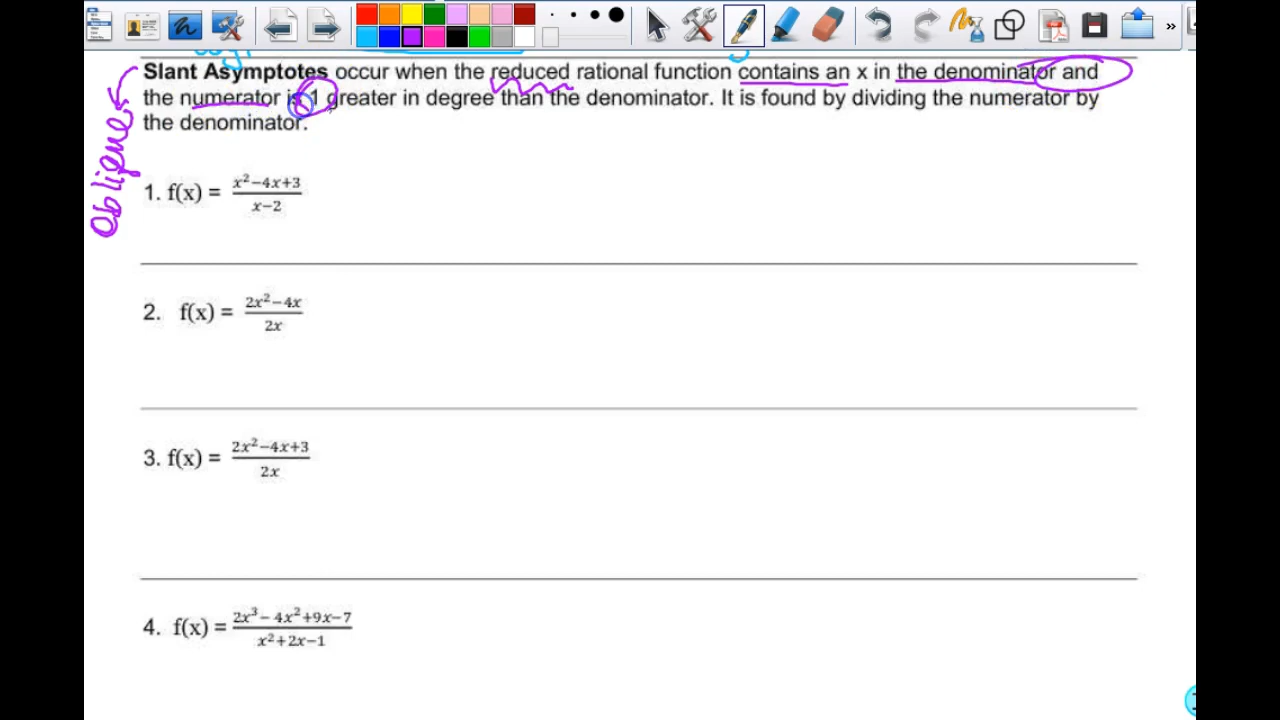 Slant Asymptotes occur when the reduced rational function contains an x in the denominator and
the numerator is 1 greater in degree than the denominator. It is found by dividing the numerator by
the denominator.
Oblique
1. f(x) = (x²−4x+3)/(x−2)
2. f(x) = (2x²−4x)/(2x)
3. f(x) = (2x²−4x+3)/(2x)
4. f(x) = (2x³− 4x²+9x−7)/(x²+2x−1)